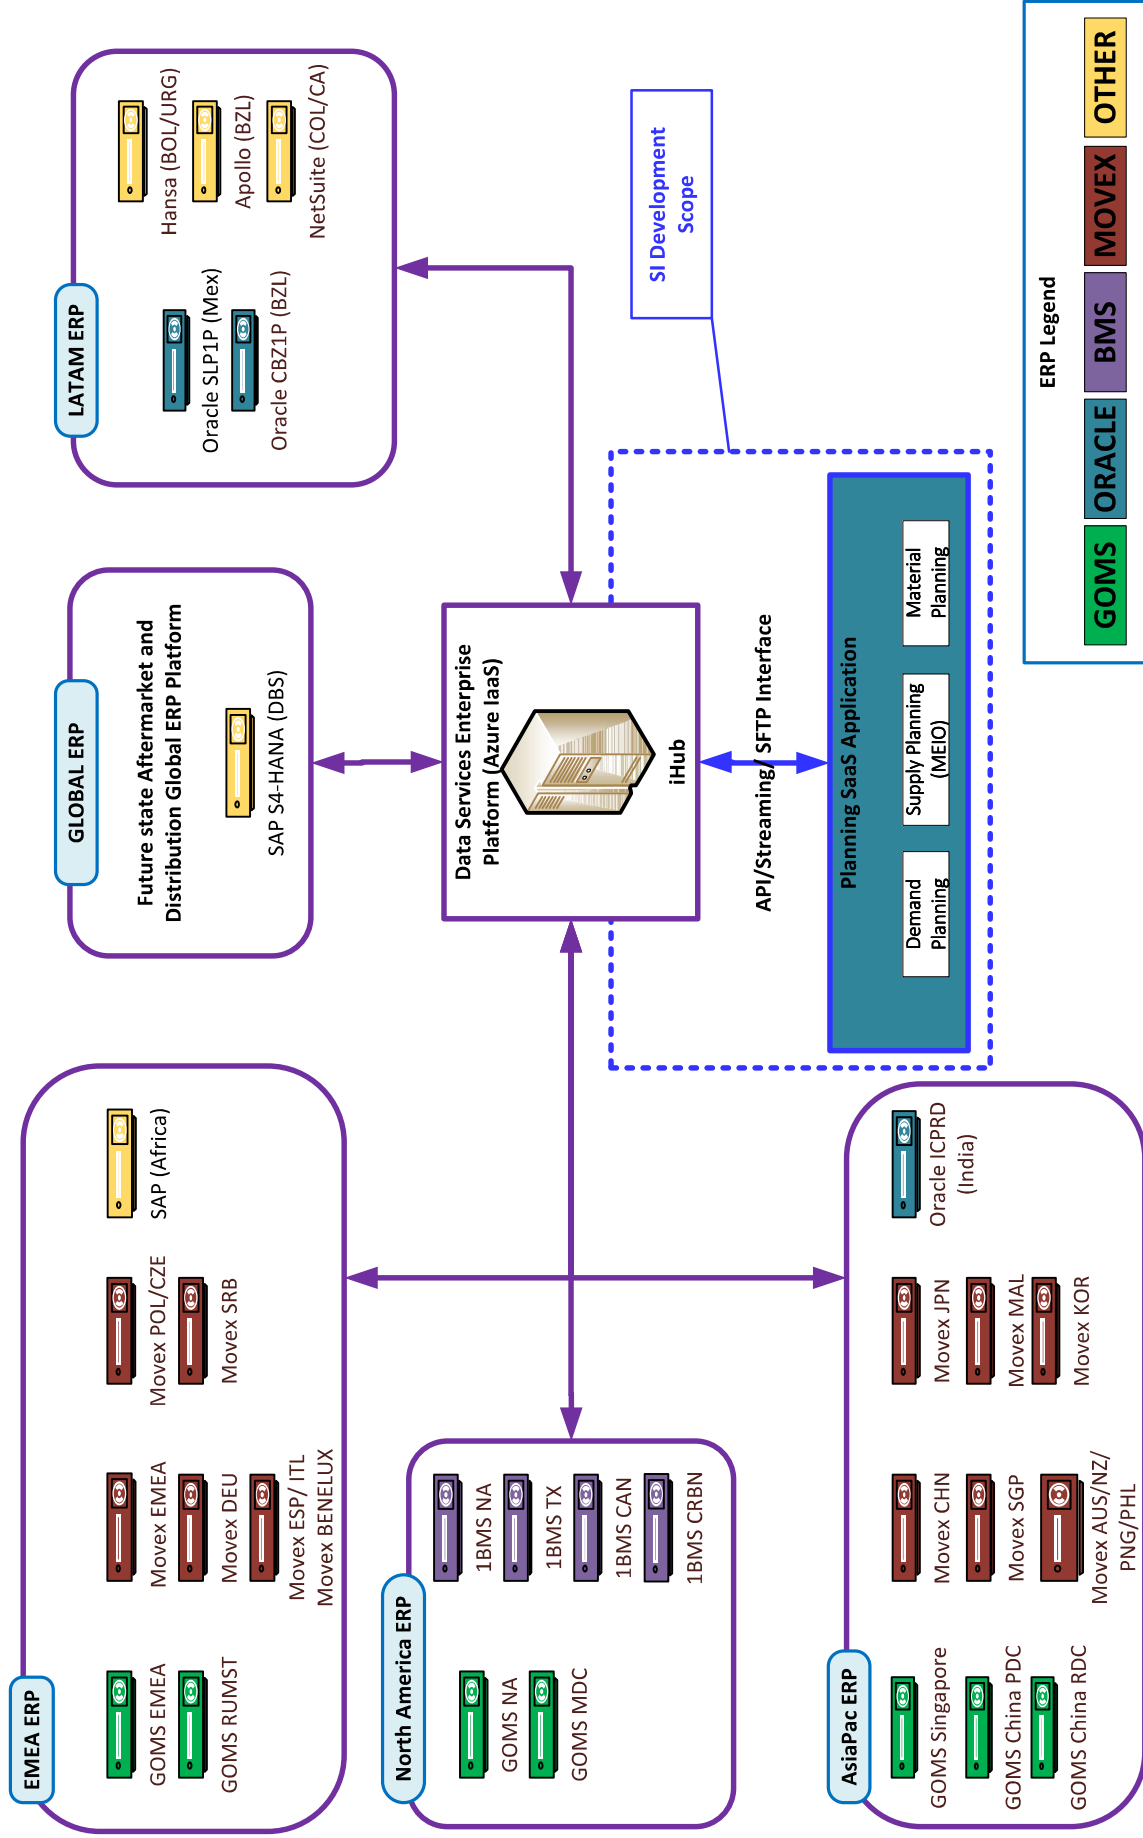 EMEA ERP
GOMS EMEA
GOMS RUMST
Movex EMEA
Movex DEU
Movex ESP/ ITL
Movex BENELUX
Movex POL/CZE
Movex SRB
SAP (Africa)
GLOBAL ERP
Future state Aftermarket and
Distribution Global ERP Platform
SAP S4-HANA (DBS)
LATAM ERP
Oracle SLP1P (Mex)
Oracle CBZ1P (BZL)
Hansa (BOL/URG)
Apollo (BZL)
NetSuite (COL/CA)
North America ERP
GOMS NA
GOMS MDC
1BMS NA
1BMS TX
1BMS CAN
1BMS CRBN
Data Services Enterprise
Platform (Azure IaaS)
iHub
SI Development
Scope
API/Streaming/ SFTP Interface
Planning SaaS Application
Demand
Planning
Supply Planning
(MEIO)
Material
Planning
AsiaPac ERP
GOMS Singapore
GOMS China PDC
GOMS China RDC
Movex CHN
Movex SGP
Movex AUS/NZ/
PNG/PHL
Movex JPN
Movex MAL
Movex KOR
Oracle ICPRD
(India)
ERP Legend
GOMS
ORACLE
BMS
MOVEX
OTHER